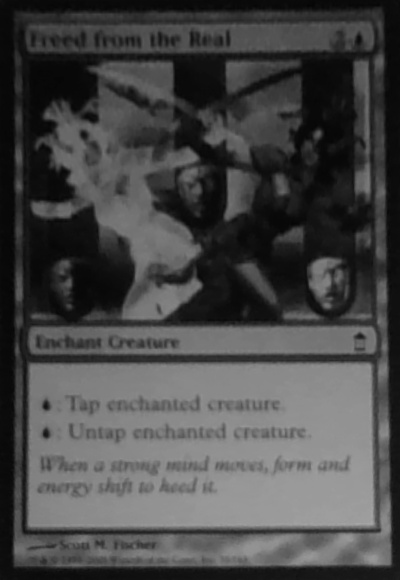 Freed from the Real
2
Enchant Creature
: Tap enchanted creature.
: Untap enchanted creature.
When a strong mind moves, form and
energy shift to heed it.
Scott M. Fischer